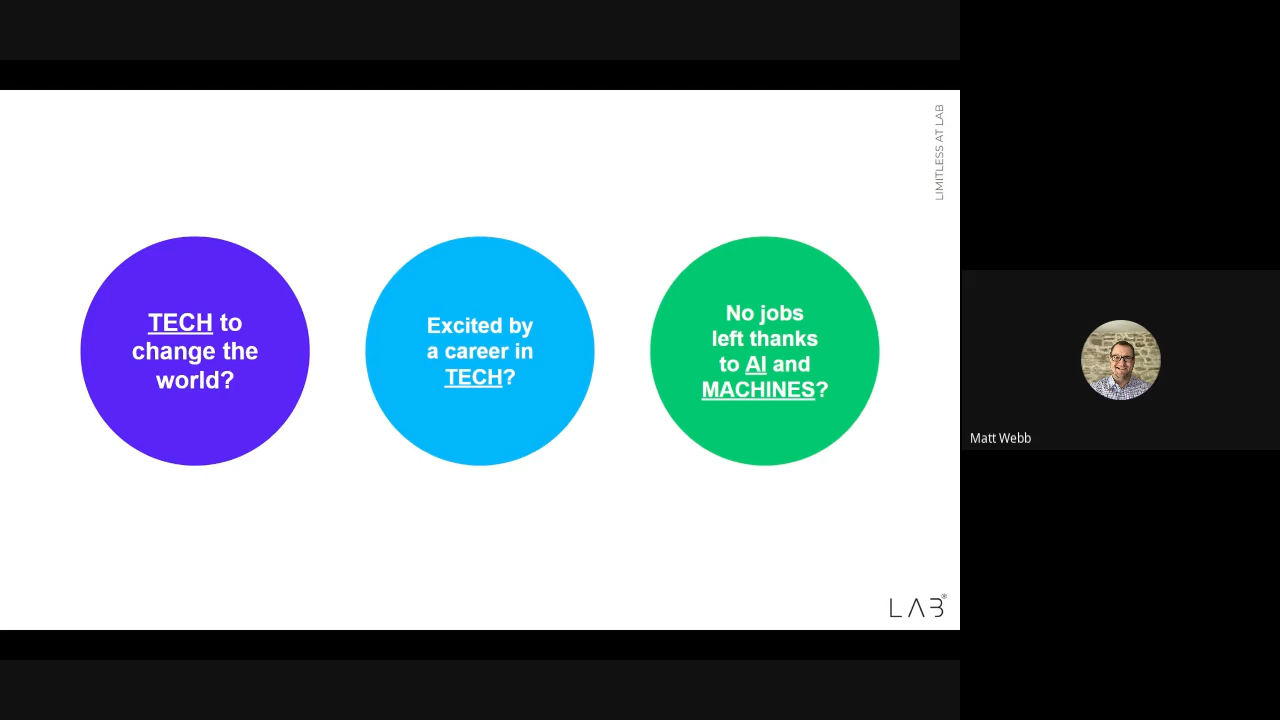 LIMITLESS AT LAB
TECH to
change the
world?
Excited by
a career in
TECH?
No jobs
left thanks
to AI and
MACHINES?
Matt Webb
LAB®